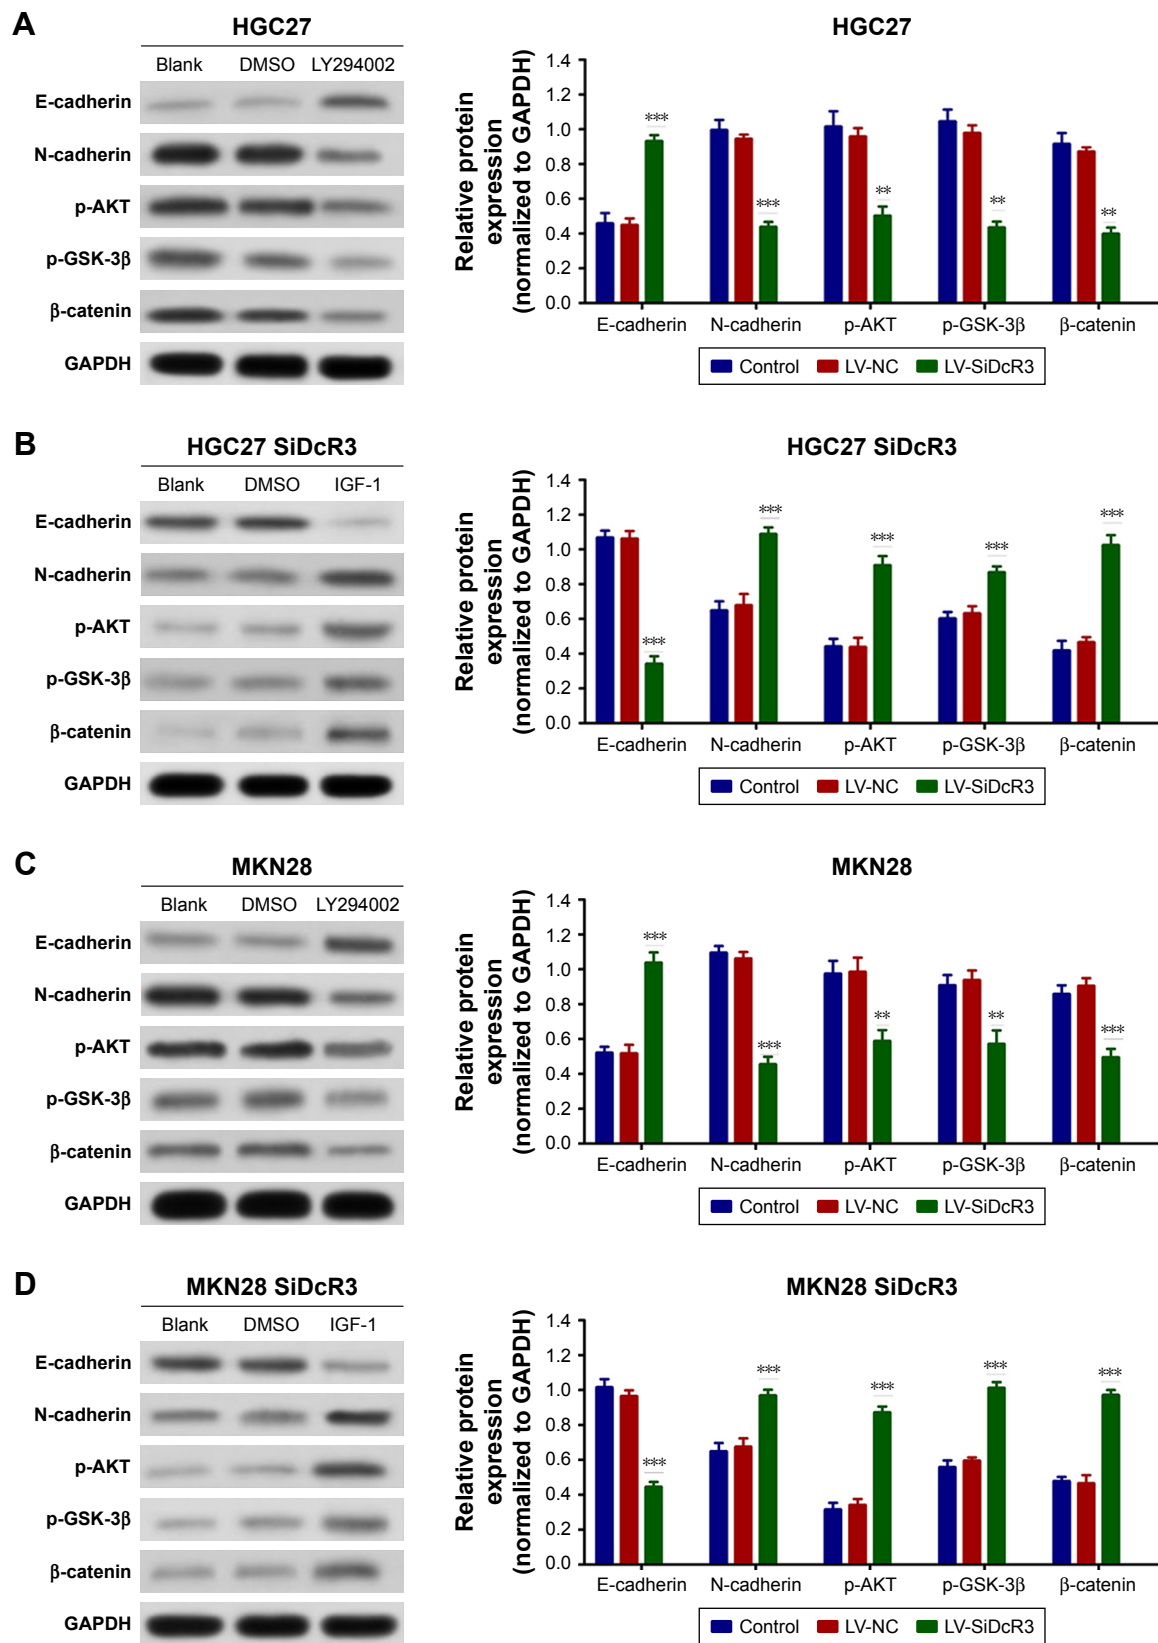 A
HGC27
Blank DMSO LY294002
E-cadherin
N-cadherin
p-AKT
p-GSK-3β
β-catenin
GAPDH
HGC27
Relative protein
expression
(normalized to GAPDH)
1.4
1.2
1.0
0.8
0.6
0.4
0.2
0.0
***
***
**
**
**
E-cadherin N-cadherin p-AKT p-GSK-3β β-catenin
Control LV-NC LV-SiDcR3
B
HGC27 SiDcR3
Blank DMSO IGF-1
E-cadherin
N-cadherin
p-AKT
p-GSK-3β
β-catenin
GAPDH
HGC27 SiDcR3
Relative protein
expression
(normalized to GAPDH)
1.4
1.2
1.0
0.8
0.6
0.4
0.2
0.0
***
***
***
***
***
E-cadherin N-cadherin p-AKT p-GSK-3β β-catenin
Control LV-NC LV-SiDcR3
C
MKN28
Blank DMSO LY294002
E-cadherin
N-cadherin
p-AKT
p-GSK-3β
β-catenin
GAPDH
MKN28
Relative protein
expression
(normalized to GAPDH)
1.4
1.2
1.0
0.8
0.6
0.4
0.2
0.0
***
***
**
**
***
E-cadherin N-cadherin p-AKT p-GSK-3β β-catenin
Control LV-NC LV-SiDcR3
D
MKN28 SiDcR3
Blank DMSO IGF-1
E-cadherin
N-cadherin
p-AKT
p-GSK-3β
β-catenin
GAPDH
MKN28 SiDcR3
Relative protein
expression
(normalized to GAPDH)
1.4
1.2
1.0
0.8
0.6
0.4
0.2
0.0
***
***
***
***
***
E-cadherin N-cadherin p-AKT p-GSK-3β β-catenin
Control LV-NC LV-SiDcR3